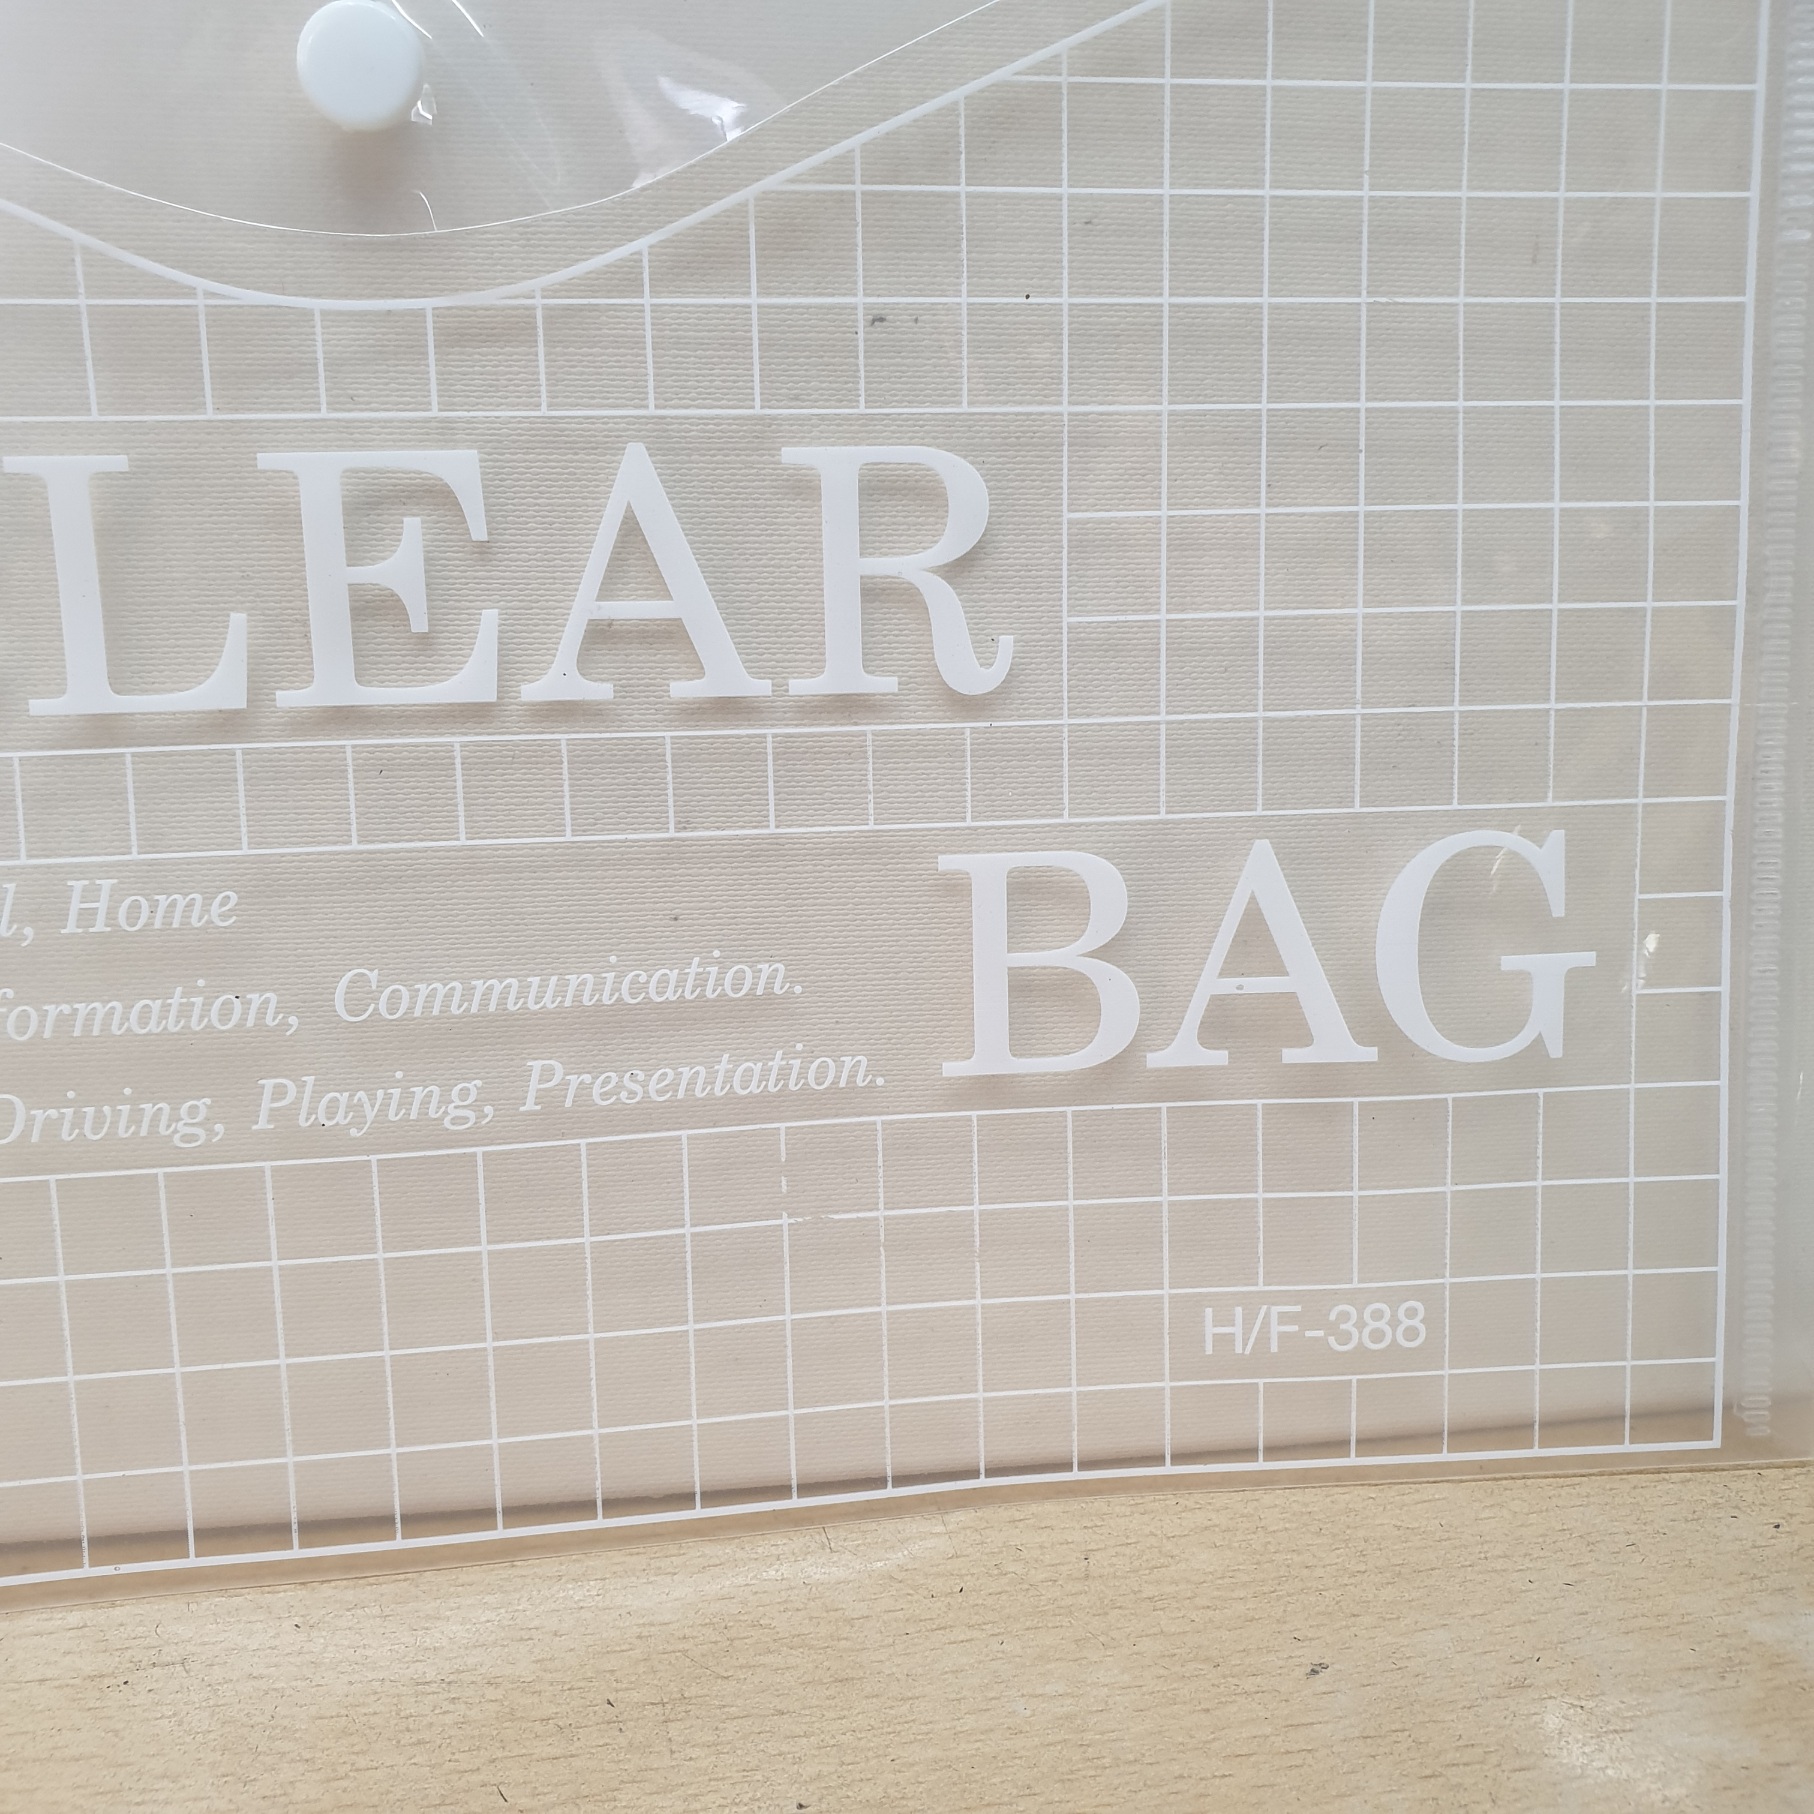 LEAR
l, Home
BAG
formation, Communication.
Driving, Playing, Presentation.
H/F-388